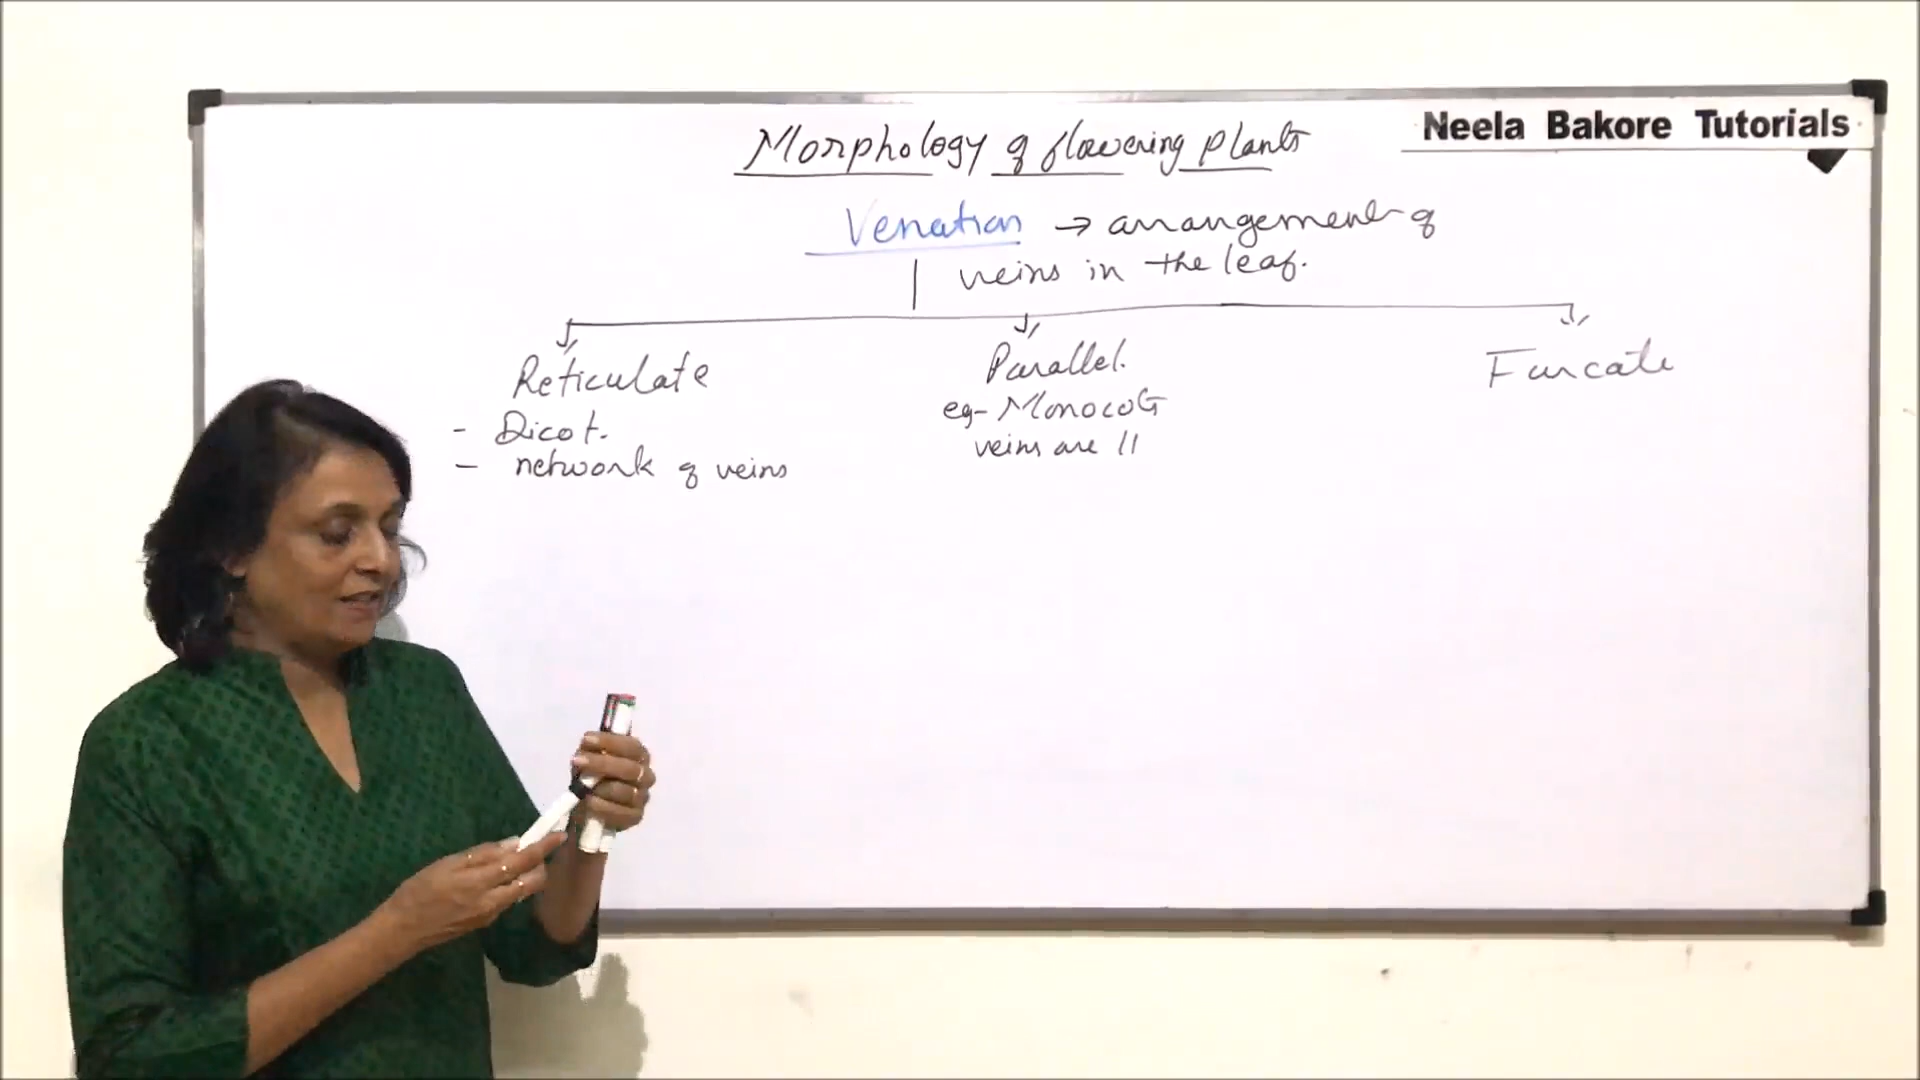 Neela Bakore Tutorials
Morphology of flowering plants
Venation → arrangement of
veins in the leaf.
Reticulate
- Dicot.
- network of veins
Parallel.
eg- Monocots
veins are ||
Furcate